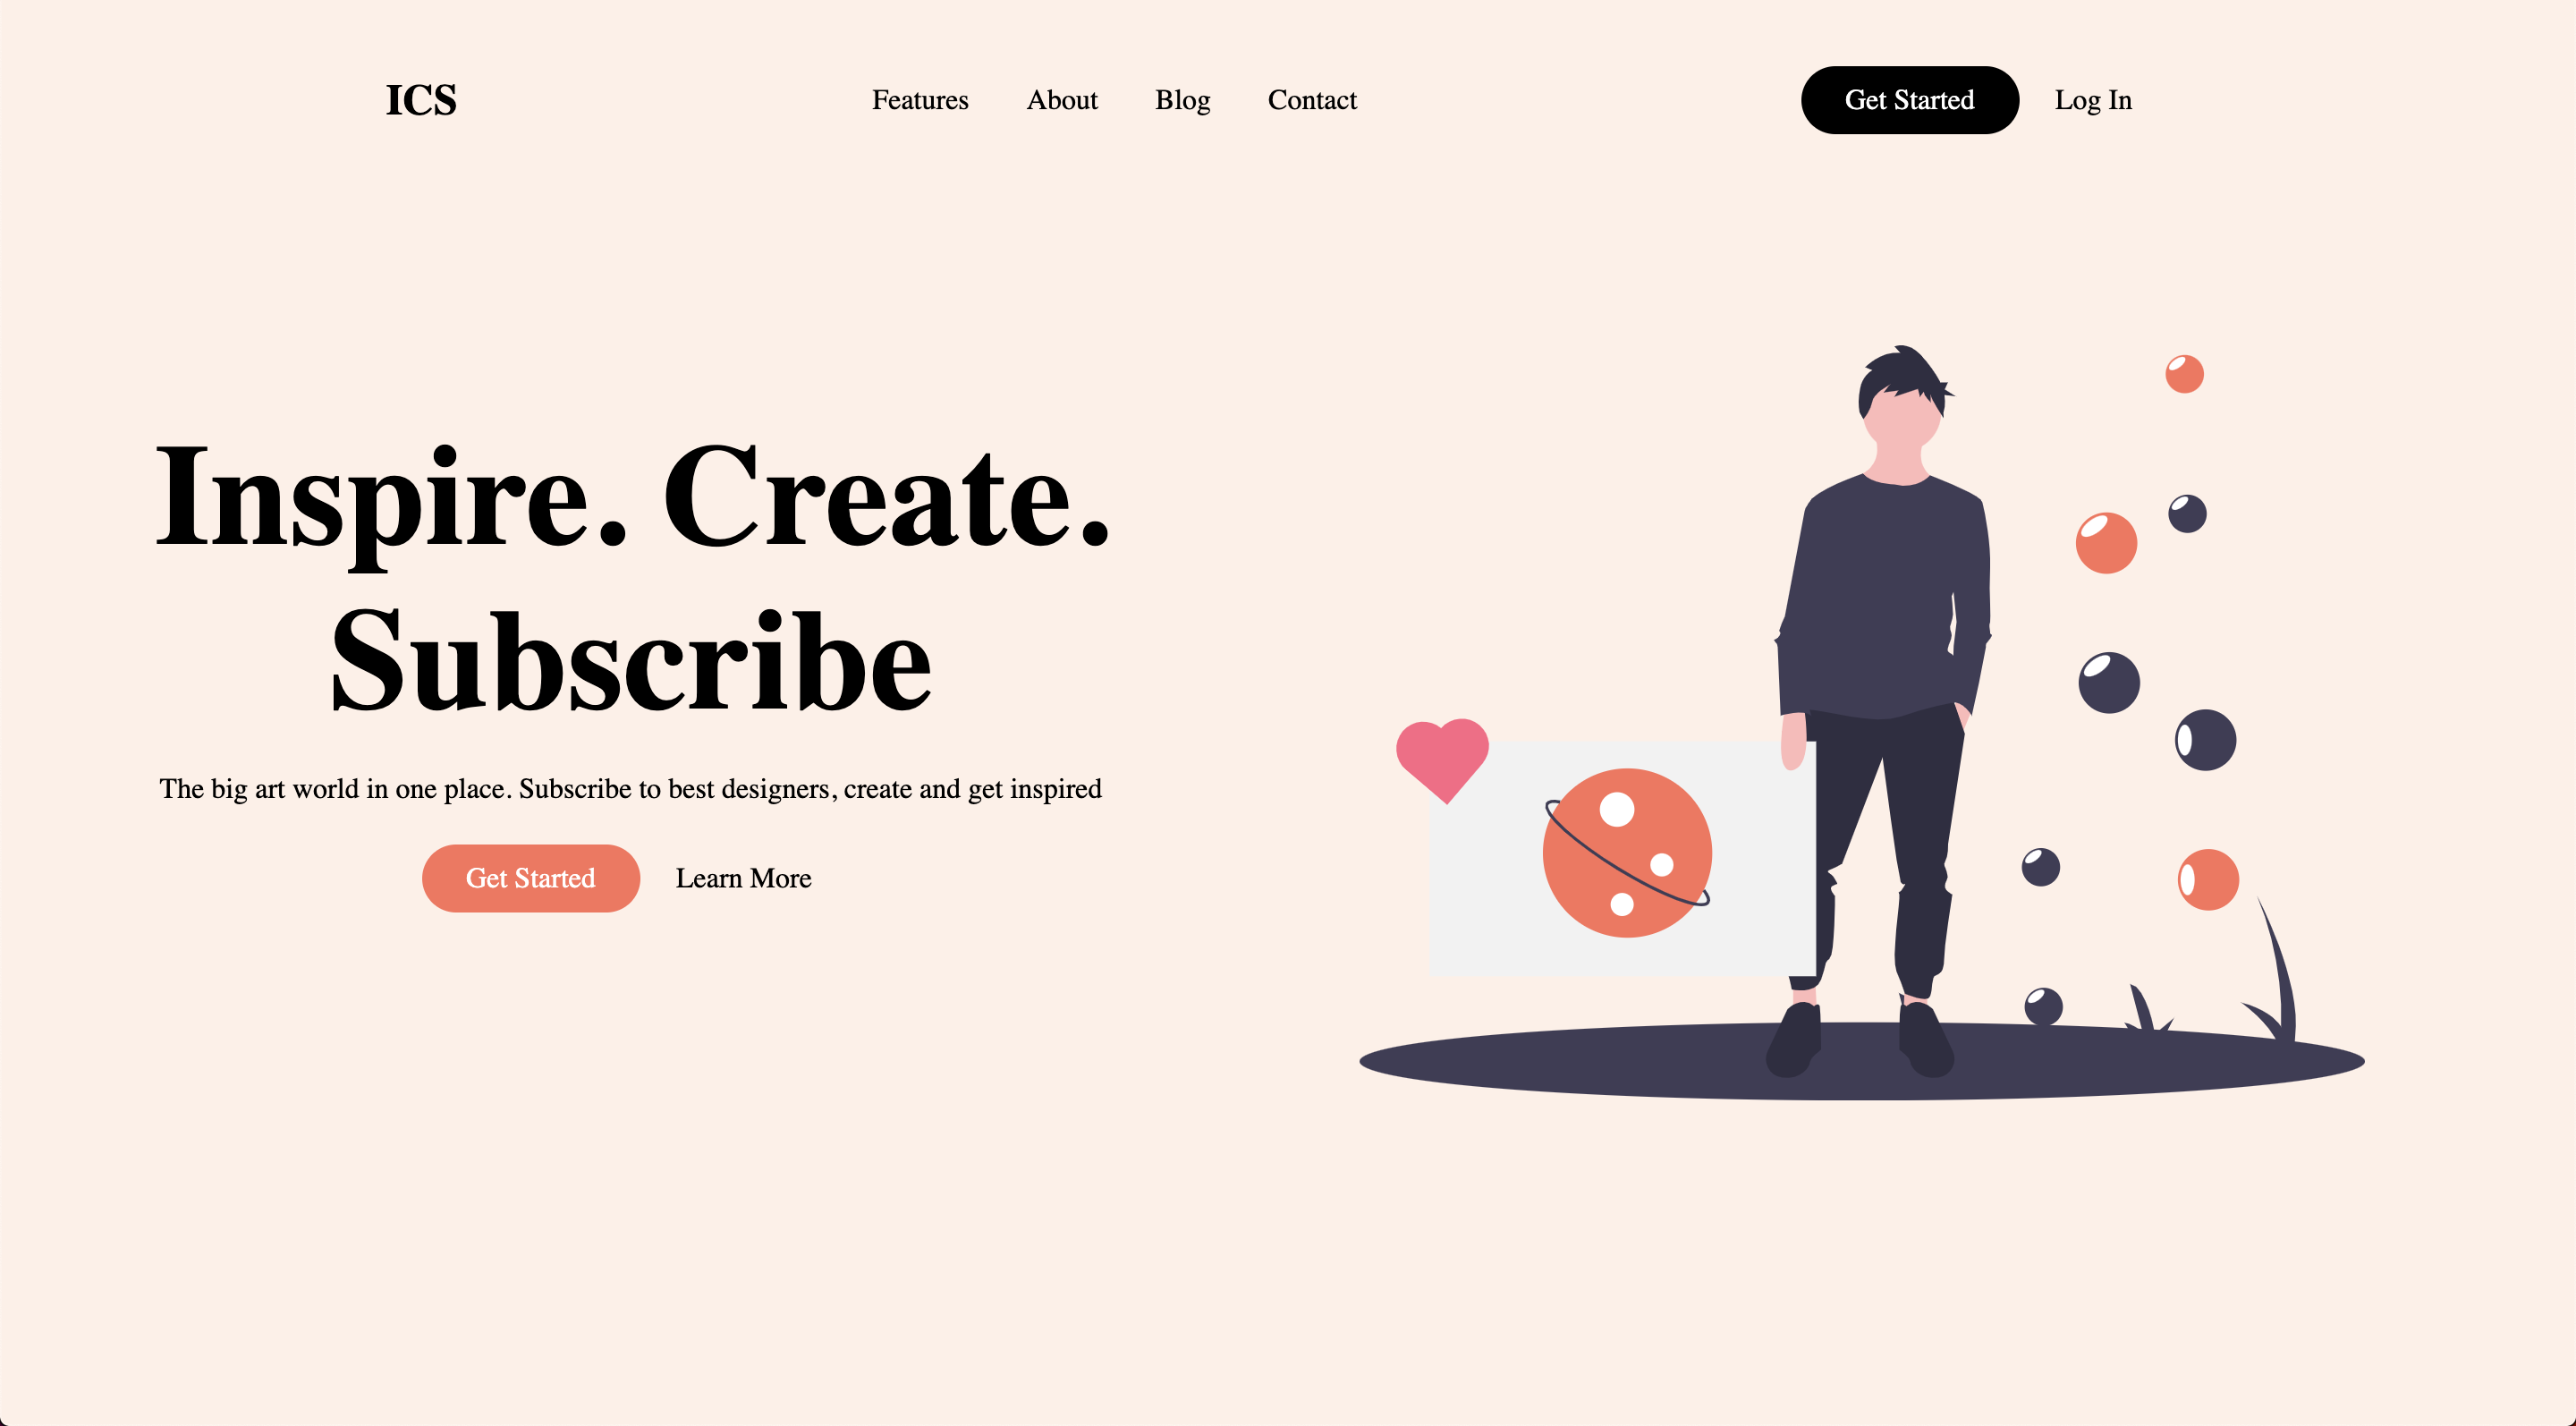 ICS
Features About Blog Contact
Get Started Log In
Inspire. Create.
Subscribe
The big art world in one place. Subscribe to best designers, create and get inspired
Get Started Learn More